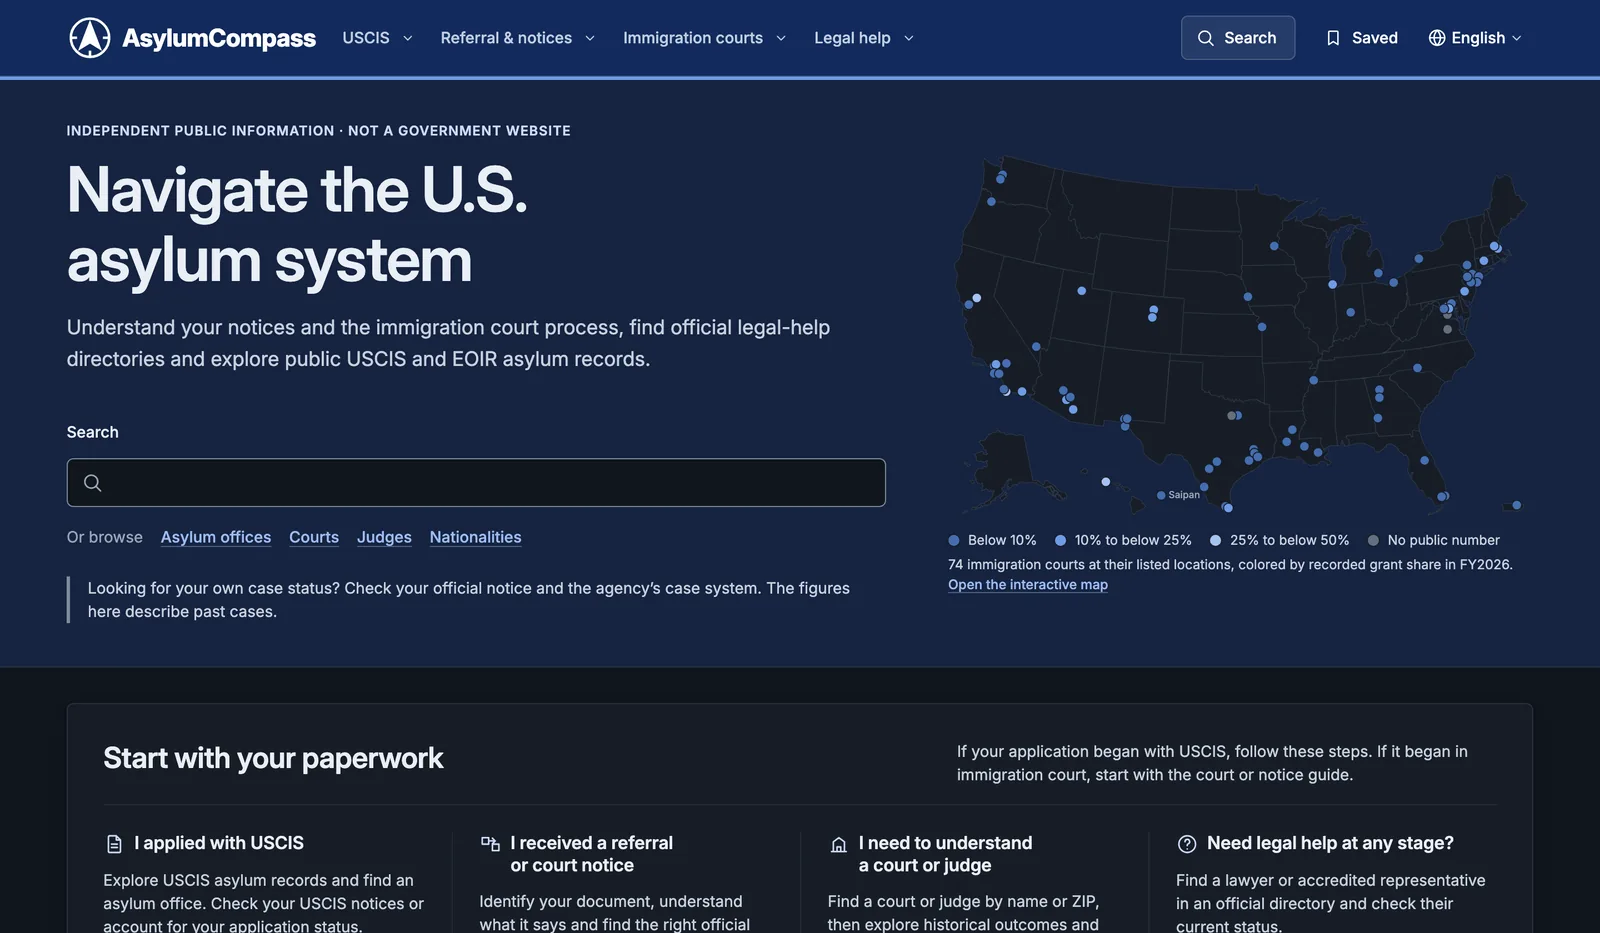 AsylumCompass
USCIS
Referral & notices
Immigration courts
Legal help
Search
Saved
English
INDEPENDENT PUBLIC INFORMATION · NOT A GOVERNMENT WEBSITE
Navigate the U.S.
asylum system
Understand your notices and the immigration court process, find official legal-help
directories and explore public USCIS and EOIR asylum records.
Search
Or browse
Asylum offices
Courts
Judges
Nationalities
Looking for your own case status? Check your official notice and the agency’s case system. The figures
here describe past cases.
Saipan
Below 10%
10% to below 25%
25% to below 50%
No public number
74 immigration courts at their listed locations, colored by recorded grant share in FY2026.
Open the interactive map
Start with your paperwork
If your application began with USCIS, follow these steps. If it began in
immigration court, start with the court or notice guide.
I applied with USCIS
Explore USCIS asylum records and find an
asylum office. Check your USCIS notices or
account for your application status.
I received a referral
or court notice
Identify your document, understand
what it says and find the right official
I need to understand
a court or judge
Find a court or judge by name or ZIP,
then explore historical outcomes and
Need legal help at any stage?
Find a lawyer or accredited representative
in an official directory and check their
current status.